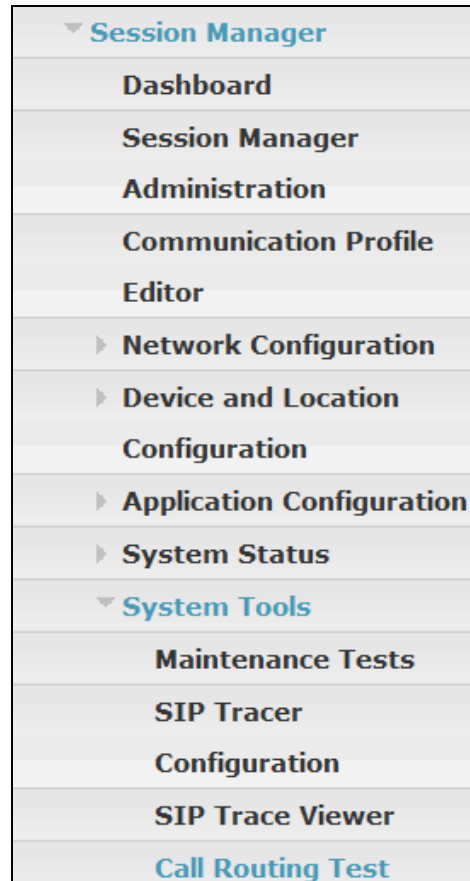 Session Manager
Dashboard
Session Manager
Administration
Communication Profile
Editor
Network Configuration
Device and Location
Configuration
Application Configuration
System Status
System Tools
Maintenance Tests
SIP Tracer
Configuration
SIP Trace Viewer
Call Routing Test